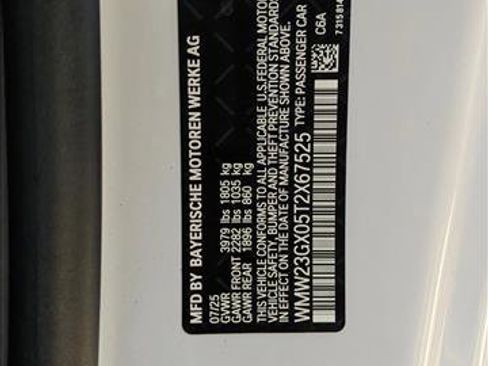 MFD BY BAYERISCHE MOTOREN WERKE AG
07/25
GVWR 3979 lbs 1805 kg
GAWR FRONT 2282 lbs 1035 kg
GAWR REAR 1896 lbs 860 kg
THIS VEHICLE CONFORMS TO ALL APPLICABLE U.S.FEDERAL MOTOR
VEHICLE SAFETY, BUMPER AND THEFT PREVENTION STANDARDS
IN EFFECT ON THE DATE OF MANUFACTURE SHOWN ABOVE.
WMW23GX05T2X67525 TYPE: PASSENGER CAR
C6A
7315814